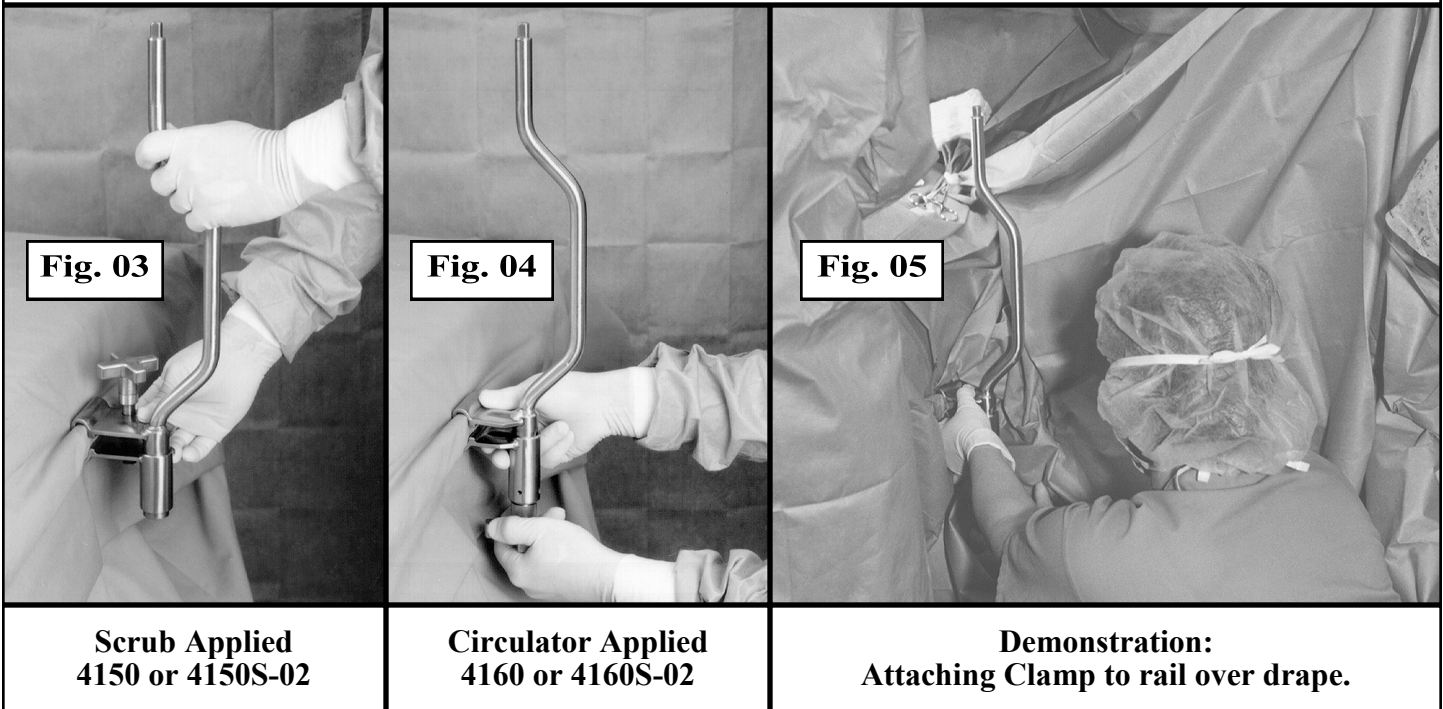 Fig. 03
Fig. 04
Fig. 05
Scrub Applied
4150 or 4150S-02
Circulator Applied
4160 or 4160S-02
Demonstration:
Attaching Clamp to rail over drape.